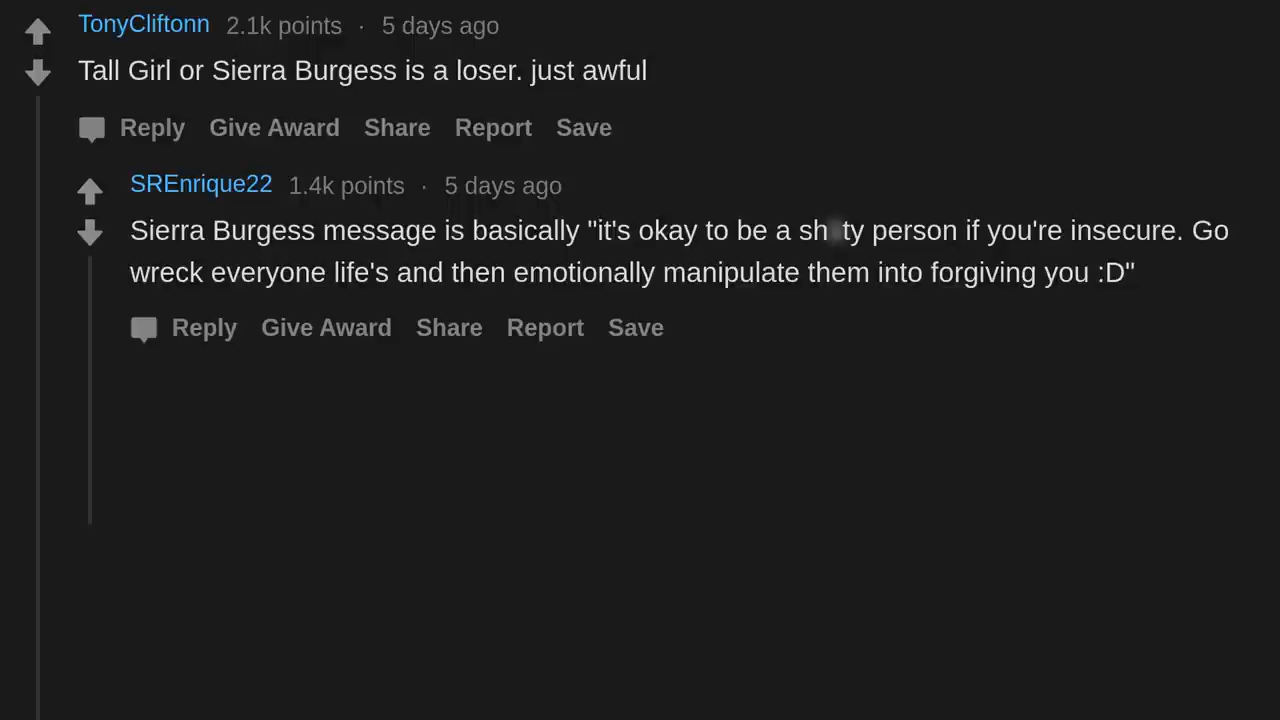 TonyCliftonn 2.1k points · 5 days ago
Tall Girl or Sierra Burgess is a loser. just awful
Reply Give Award Share Report Save
SREnrique22 1.4k points · 5 days ago
Sierra Burgess message is basically "it's okay to be a sh ty person if you're insecure. Go
wreck everyone life's and then emotionally manipulate them into forgiving you :D"
Reply Give Award Share Report Save